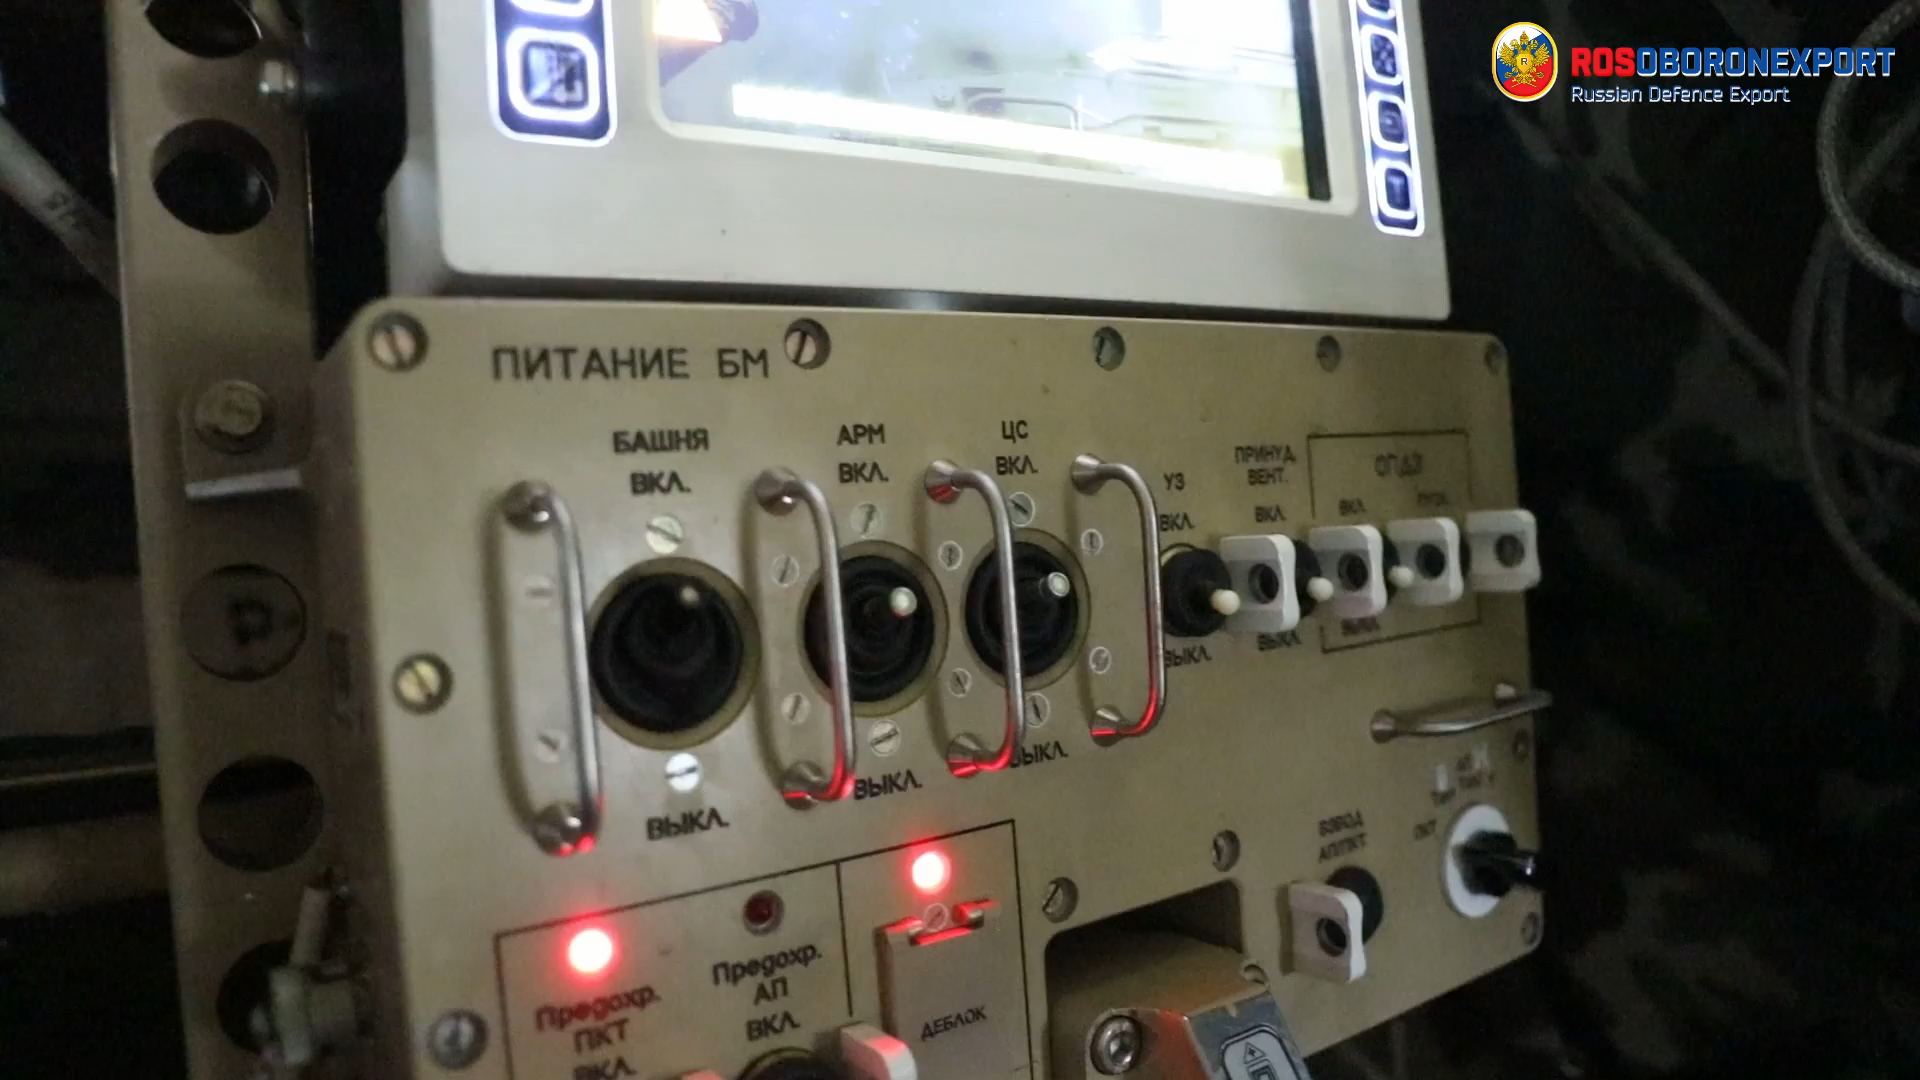 ROSOBORONEXPORT
Russian Defence Export
ПИТАНИЕ БМ
БАШНЯ
ВКЛ.
АРМ
ВКЛ.
ЦС
ВКЛ.
УЗ
ВКЛ.
ПРИНУД.
ВЕНТ.
ВКЛ.
ВКЛ.
ВЫКЛ.
ВЫКЛ.
ВЫКЛ.
ВЫКЛ.
ВЫКЛ.
ВЗВОД
АП/ПКТ
ПКТ
Предохр.
ПКТ
ВКЛ.
Предохр.
АП
ВКЛ.
ДЕБЛОК